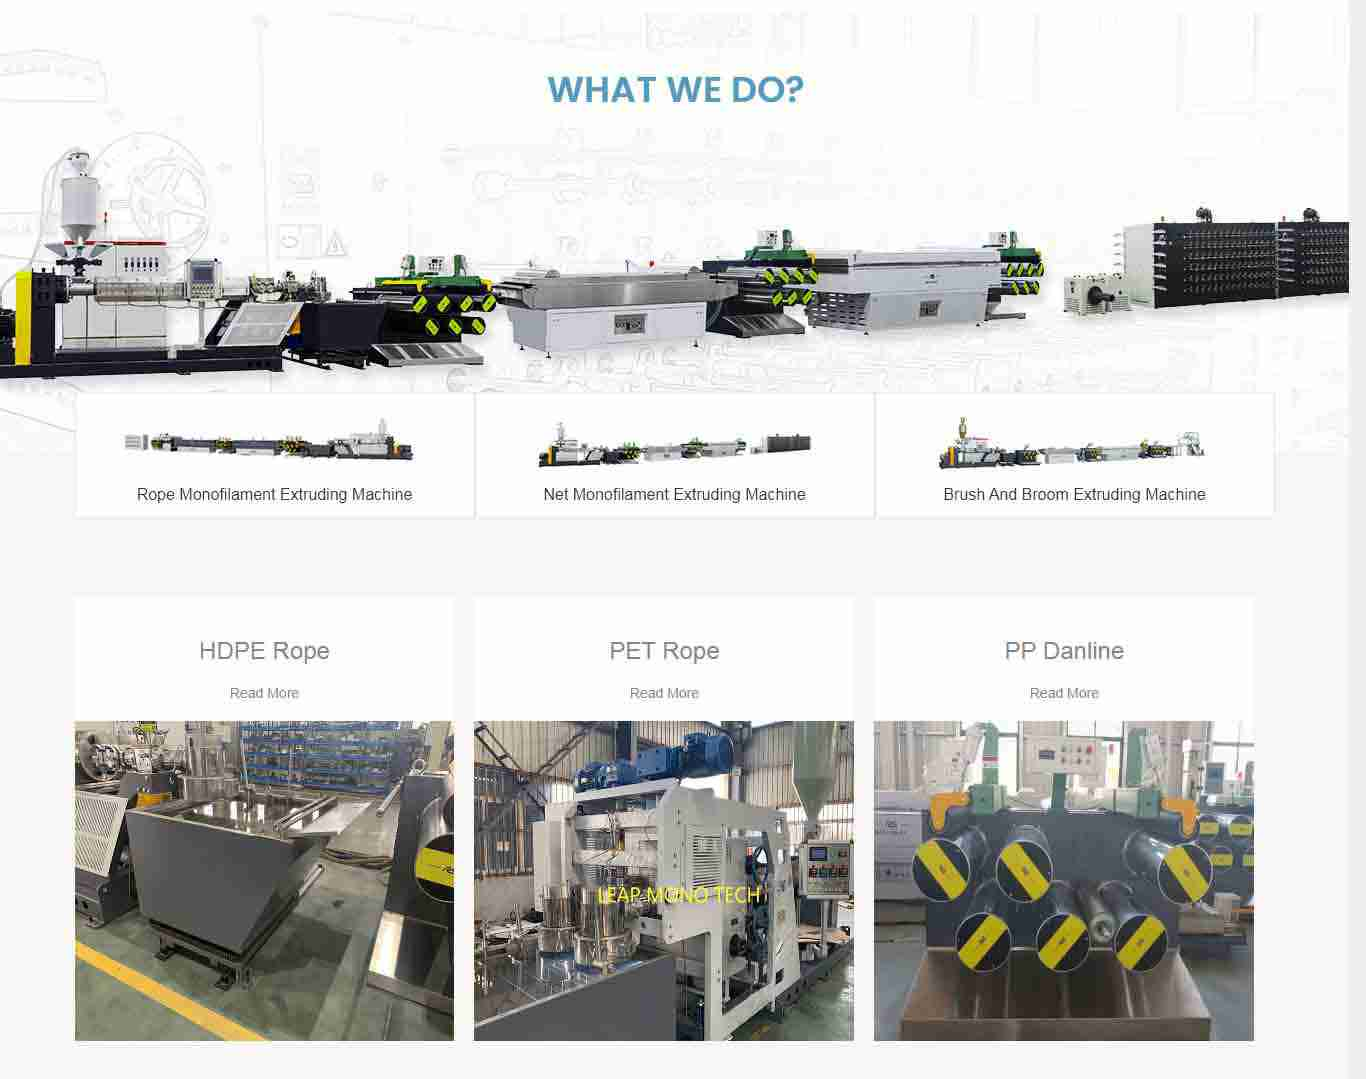 WHAT WE DO?
Rope Monofilament Extruding Machine
Net Monofilament Extruding Machine
Brush And Broom Extruding Machine
HDPE Rope
PET Rope
PP Danline
Read More
Read More
Read More
LEAP MONO TECH